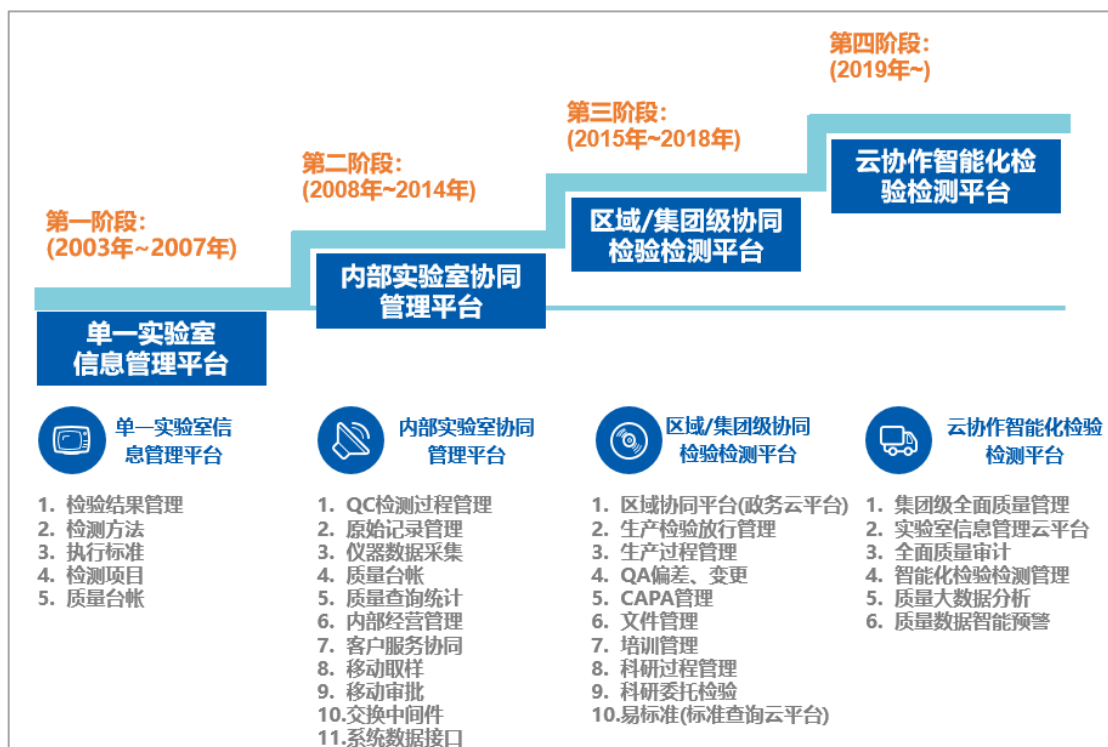 第四阶段：
(2019年~)
第三阶段：
(2015年~2018年)
第二阶段：
(2008年~2014年)
第一阶段：
(2003年~2007年)
云协作智能化检
验检测平台
区域/集团级协同
检验检测平台
内部实验室协同
管理平台
单一实验室
信息管理平台
单一实验室信
息管理平台
1. 检验结果管理
2. 检测方法
3. 执行标准
4. 检测项目
5. 质量台帐
内部实验室协同
管理平台
1. QC检测过程管理
2. 原始记录管理
3. 仪器数据采集
4. 质量台帐
5. 质量查询统计
6. 内部经营管理
7. 客户服务协同
8. 移动取样
9. 移动审批
10.交换中间件
11.系统数据接口
区域/集团级协同
检验检测平台
1. 区域协同平台(政务云平台)
2. 生产检验放行管理
3. 生产过程管理
4. QA偏差、变更
5. CAPA管理
6. 文件管理
7. 培训管理
8. 科研过程管理
9. 科研委托检验
10.易标准(标准查询云平台)
云协作智能化检验
检测平台
1. 集团级全面质量管理
2. 实验室信息管理云平台
3. 全面质量审计
4. 智能化检验检测管理
5. 质量大数据分析
6. 质量数据智能预警